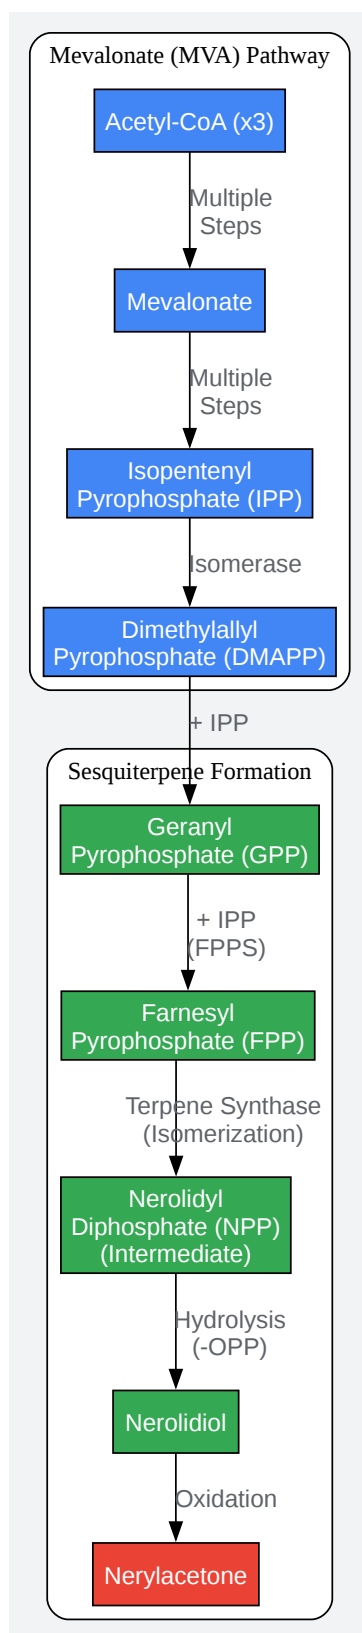 Mevalonate (MVA) Pathway
Acetyl-CoA (x3)
Multiple
Steps
Mevalonate
Multiple
Steps
Isopentenyl
Pyrophosphate (IPP)
Isomerase
Dimethylallyl
Pyrophosphate (DMAPP)
+ IPP
Sesquiterpene Formation
Geranyl
Pyrophosphate (GPP)
+ IPP
(FPPS)
Farnesyl
Pyrophosphate (FPP)
Terpene Synthase
(Isomerization)
Nerolidyl
Diphosphate (NPP)
(Intermediate)
Hydrolysis
(-OPP)
Nerolidiol
Oxidation
Nerylacetone